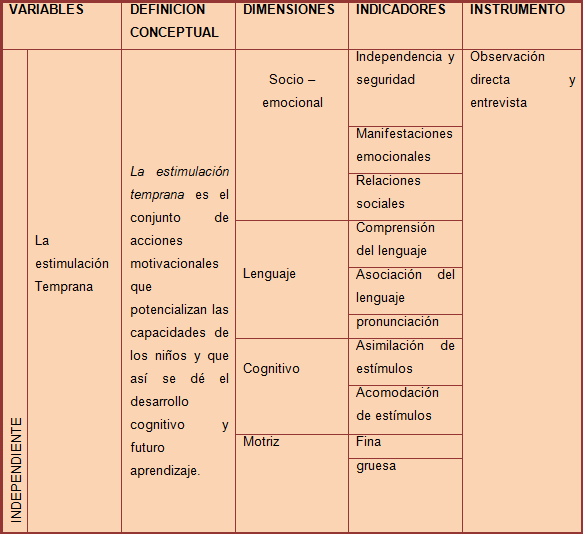 VARIABLES
DEFINICION
CONCEPTUAL
DIMENSIONES
INDICADORES
INSTRUMENTO
INDEPENDIENTE
La
estimulación
Temprana
La estimulación
temprana es el
conjunto de
acciones
motivacionales
que
potencializan las
capacidades de
los niños y que
así se dé el
desarrollo
cognitivo y
futuro
aprendizaje.
Socio –
emocional
Independencia y
seguridad
Manifestaciones
emocionales
Relaciones
sociales
Lenguaje
Comprensión
del lenguaje
Asociación del
lenguaje
pronunciación
Cognitivo
Asimilación de
estímulos
Acomodación
de estímulos
Motriz
Fina
gruesa
Observación
directa y
entrevista